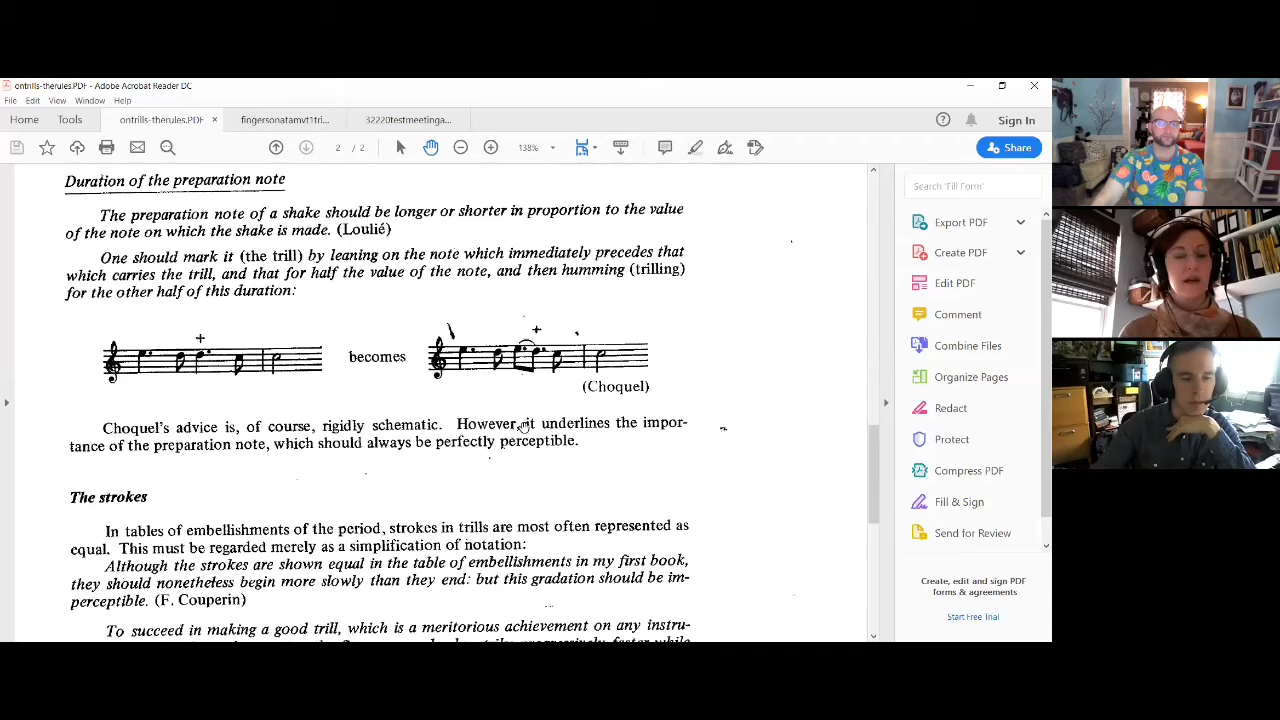 ontrills-therules.PDF - Adobe Acrobat Reader DC
File Edit View Window Help
Home Tools ontrills-therules.PDF × fingersonatamvt1tri... 32220testmeetinga... Sign In
2 / 2 138% Share
Duration of the preparation note
The preparation note of a shake should be longer or shorter in proportion to the value
of the note on which the shake is made. (Loulié)
One should mark it (the trill) by leaning on the note which immediately precedes that
which carries the trill, and that for half the value of the note, and then humming (trilling)
for the other half of this duration:
becomes
(Choquel)
Choquel's advice is, of course, rigidly schematic. However, it underlines the impor-
tance of the preparation note, which should always be perfectly perceptible.
The strokes
In tables of embellishments of the period, strokes in trills are most often represented as
equal. This must be regarded merely as a simplification of notation:
Although the strokes are shown equal in the table of embellishments in my first book,
they should nonetheless begin more slowly than they end: but this gradation should be im-
perceptible. (F. Couperin)
To succeed in making a good trill, which is a meritorious achievement on any instru-
Search 'Fill Form'
Export PDF
Create PDF
Edit PDF
Comment
Combine Files
Organize Pages
Redact
Protect
Compress PDF
Fill & Sign
Send for Review
Create, edit and sign PDF
forms & agreements
Start Free Trial